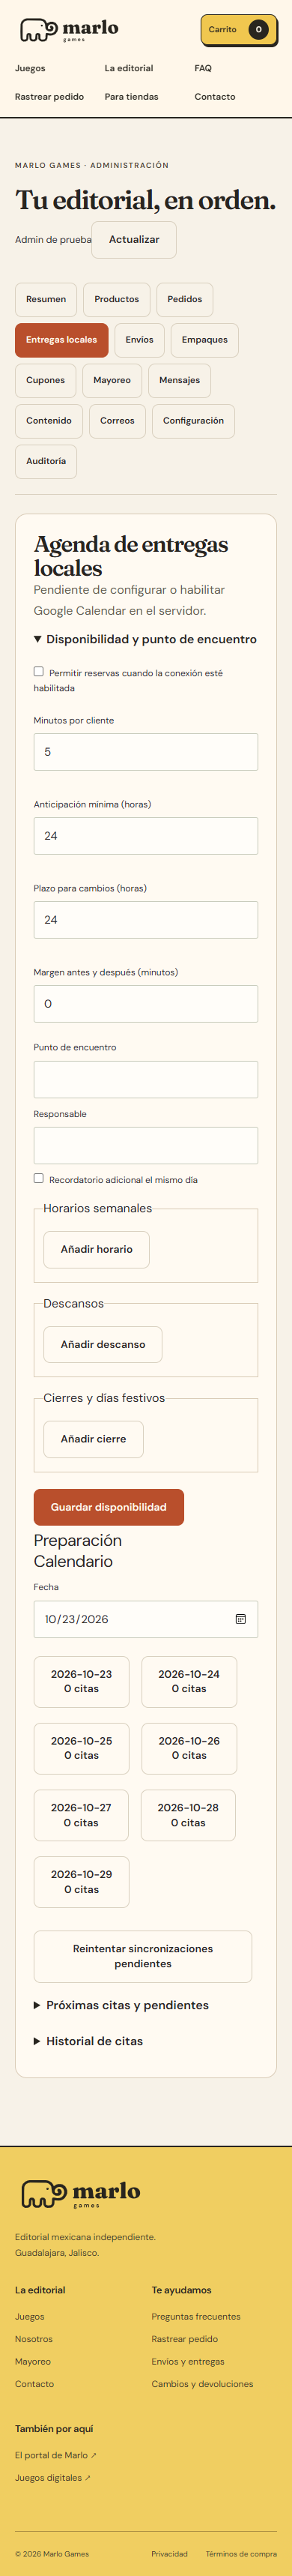 marlo
games
Carrito 0
Juegos La editorial FAQ
Rastrear pedido Para tiendas Contacto
MARLO GAMES · ADMINISTRACIÓN
Tu editorial, en orden.
Admin de prueba Actualizar
Resumen Productos Pedidos
Entregas locales Envíos Empaques
Cupones Mayoreo Mensajes
Contenido Correos Configuración
Auditoría
Agenda de entregas
locales
Pendiente de configurar o habilitar
Google Calendar en el servidor.
▼ Disponibilidad y punto de encuentro
Permitir reservas cuando la conexión esté
habilitada
Minutos por cliente
5
Anticipación mínima (horas)
24
Plazo para cambios (horas)
24
Margen antes y después (minutos)
0
Punto de encuentro
Responsable
Recordatorio adicional el mismo día
Horarios semanales
Añadir horario
Descansos
Añadir descanso
Cierres y días festivos
Añadir cierre
Guardar disponibilidad
Preparación
Calendario
Fecha
10/23/2026
2026-10-23 2026-10-24
0 citas 0 citas
2026-10-25 2026-10-26
0 citas 0 citas
2026-10-27 2026-10-28
0 citas 0 citas
2026-10-29
0 citas
Reintentar sincronizaciones
pendientes
▶ Próximas citas y pendientes
▶ Historial de citas
marlo
games
Editorial mexicana independiente.
Guadalajara, Jalisco.
La editorial Te ayudamos
Juegos Preguntas frecuentes
Nosotros Rastrear pedido
Mayoreo Envíos y entregas
Contacto Cambios y devoluciones
También por aquí
El portal de Marlo ↗
Juegos digitales ↗
© 2026 Marlo Games Privacidad Términos de compra